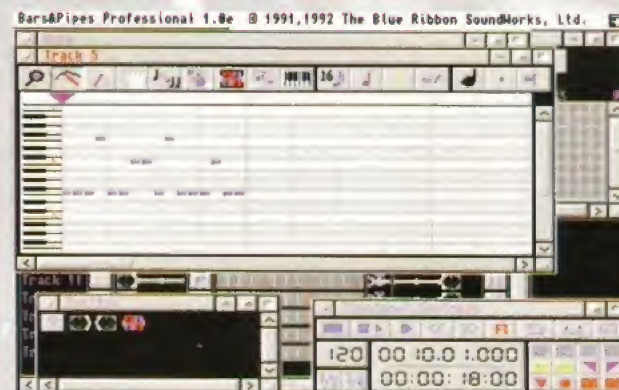 Bars&Pipes Professional 1.0e © 1991,1992 The Blue Ribbon SoundWorks, Ltd.
Track 5
16
Track 11
120 00 10.0 1.000
00:00: 18:00